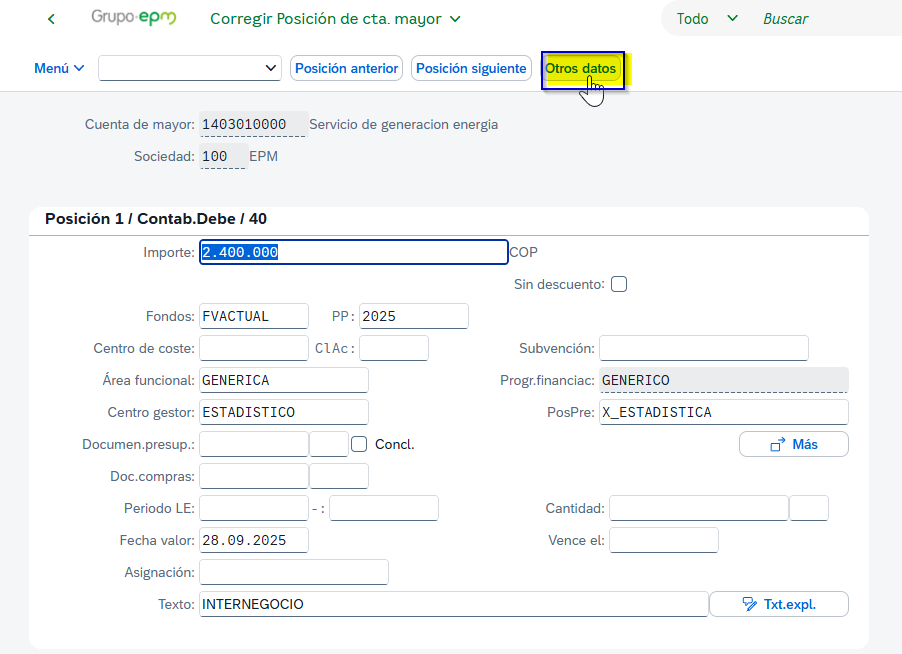 Grupo·epm Corregir Posición de cta. mayor Todo Buscar
Menú Posición anterior Posición siguiente Otros datos
Cuenta de mayor: 1403010000 Servicio de generacion energia
Sociedad: 100 EPM
Posición 1 / Contab.Debe / 40
Importe: 2.400.000 COP
Sin descuento:
Fondos: FVACTUAL PP: 2025
Centro de coste: ClAc: Subvención:
Área funcional: GENERICA Progr.financiac: GENERICO
Centro gestor: ESTADISTICO PosPre: X_ESTADISTICA
Documen.presup.: Concl. Más
Doc.compras:
Periodo LE: -: Cantidad:
Fecha valor: 28.09.2025 Vence el:
Asignación:
Texto: INTERNEGOCIO Txt.expl.